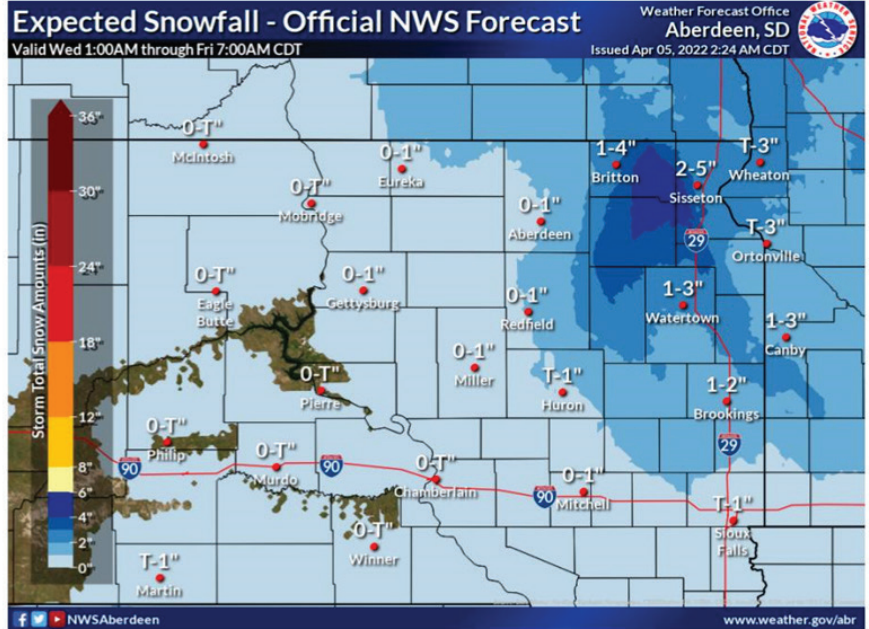 Expected Snowfall - Official NWS Forecast
Valid Wed 1:00AM through Fri 7:00AM CDT
Weather Forecast Office
Aberdeen, SD
Issued Apr 05, 2022 2:24 AM CDT
NATIONAL WEATHER SERVICE
Storm Total Snow Amounts (in)
36"
30"
24"
18"
12"
8"
6"
4"
2"
0"
0-T"
McIntosh
0-1"
Eureka
1-4"
Britton
2-5"
Sisseton
T-3"
Wheaton
0-T"
Mobridge
0-1"
Aberdeen
29
T-3"
Ortonville
0-T"
Eagle
Butte
0-1"
Gettysburg
0-1"
Redfield
1-3"
Watertown
1-3"
Canby
0-T"
Pierre
0-1"
Miller
T-1"
Huron
1-2"
Brookings
29
0-T"
Philip
90
0-T"
Murdo
90
0-T"
Chamberlain
90
0-1"
Mitchell
T-1"
Sioux
Falls
0-T"
Winner
T-1"
Martin
NWSAberdeen
www.weather.gov/abr